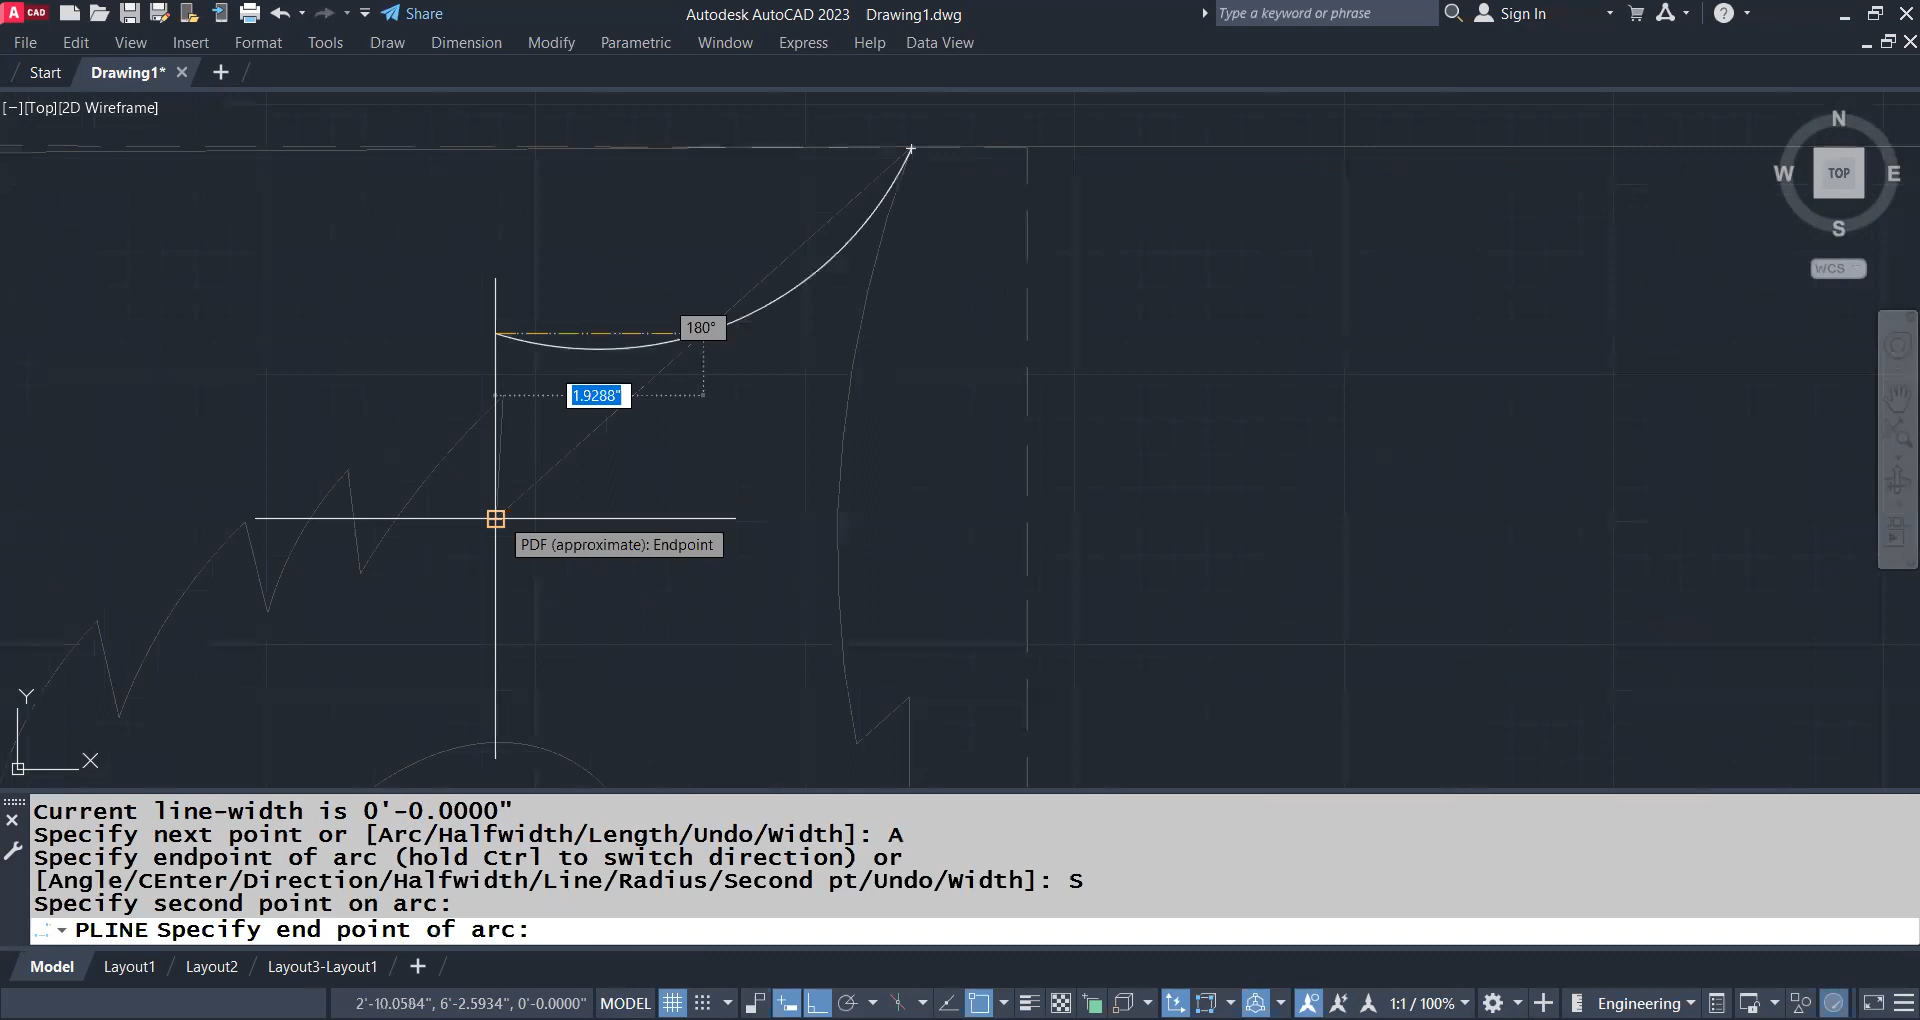 A CAD
Share
Autodesk AutoCAD 2023 Drawing1.dwg
Type a keyword or phrase
Sign In
File Edit View Insert Format Tools Draw Dimension Modify Parametric Window Express Help Data View
Start Drawing1*
[−][Top][2D Wireframe]
N
W TOP E
S
WCS
180°
1.9288"
PDF (approximate): Endpoint
Y
X
Current line-width is 0'-0.0000"
Specify next point or [Arc/Halfwidth/Length/Undo/Width]: A
Specify endpoint of arc (hold Ctrl to switch direction) or
[Angle/CEnter/Direction/Halfwidth/Line/Radius/Second pt/Undo/Width]: S
Specify second point on arc:
PLINE Specify end point of arc:
Model Layout1 Layout2 Layout3-Layout1
2'-10.0584", 6'-2.5934", 0'-0.0000" MODEL 1:1 / 100% Engineering